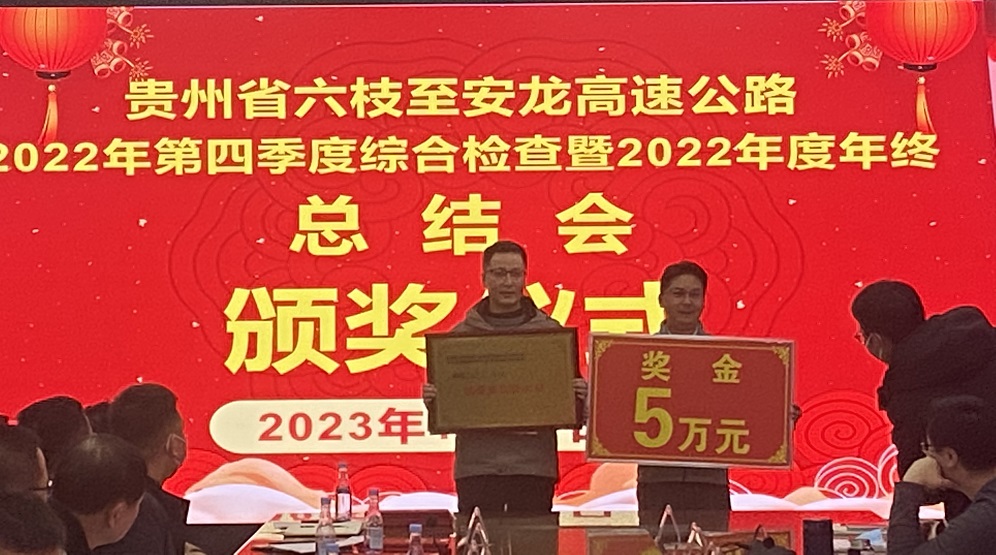 贵州省六枝至安龙高速公路
2022年第四季度综合检查暨2022年度年终
总结会
颁奖仪式
2023年
奖金
5万元